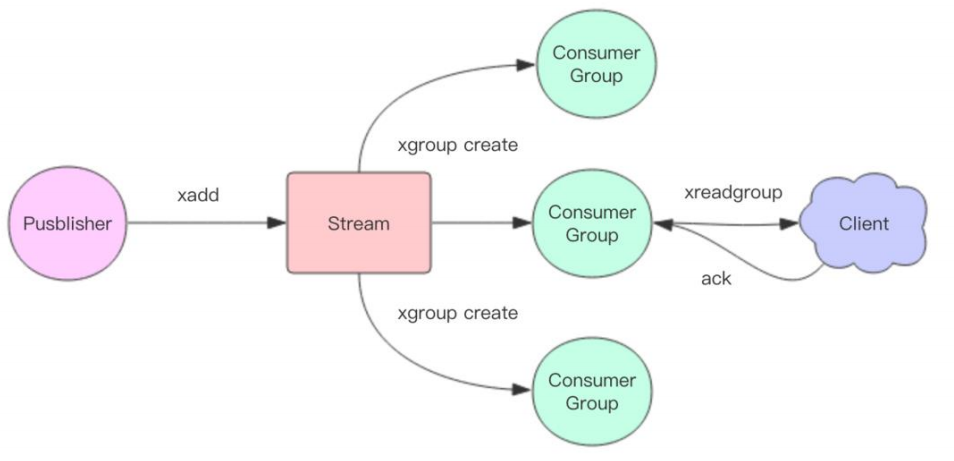 Consumer
Group
xgroup create
xadd
xreadgroup
Pusblisher
Stream
Consumer
Group
Client
ack
xgroup create
Consumer
Group